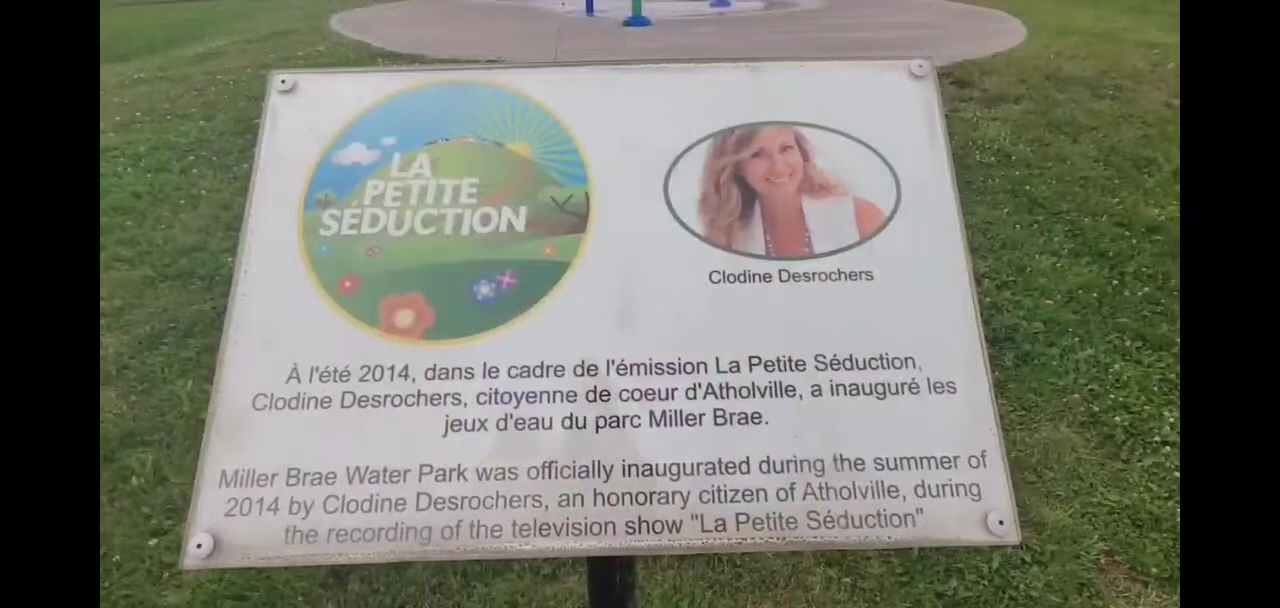 LA
PETITE
SÉDUCTION
Clodine Desrochers
À l'été 2014, dans le cadre de l'émission La Petite Séduction,
Clodine Desrochers, citoyenne de coeur d'Atholville, a inauguré les
jeux d'eau du parc Miller Brae.
Miller Brae Water Park was officially inaugurated during the summer of
2014 by Clodine Desrochers, an honorary citizen of Atholville, during
the recording of the television show "La Petite Séduction"